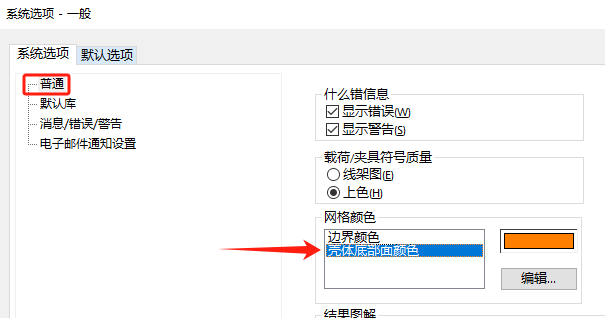 系统选项 - 一般
系统选项
默认选项
普通
默认库
消息/错误/警告
电子邮件通知设置
什么错信息
显示错误(W)
显示警告(S)
载荷/夹具符号质量
线架图(E)
上色(H)
网格颜色
边界颜色
壳体底部面颜色
编辑...
结果图解